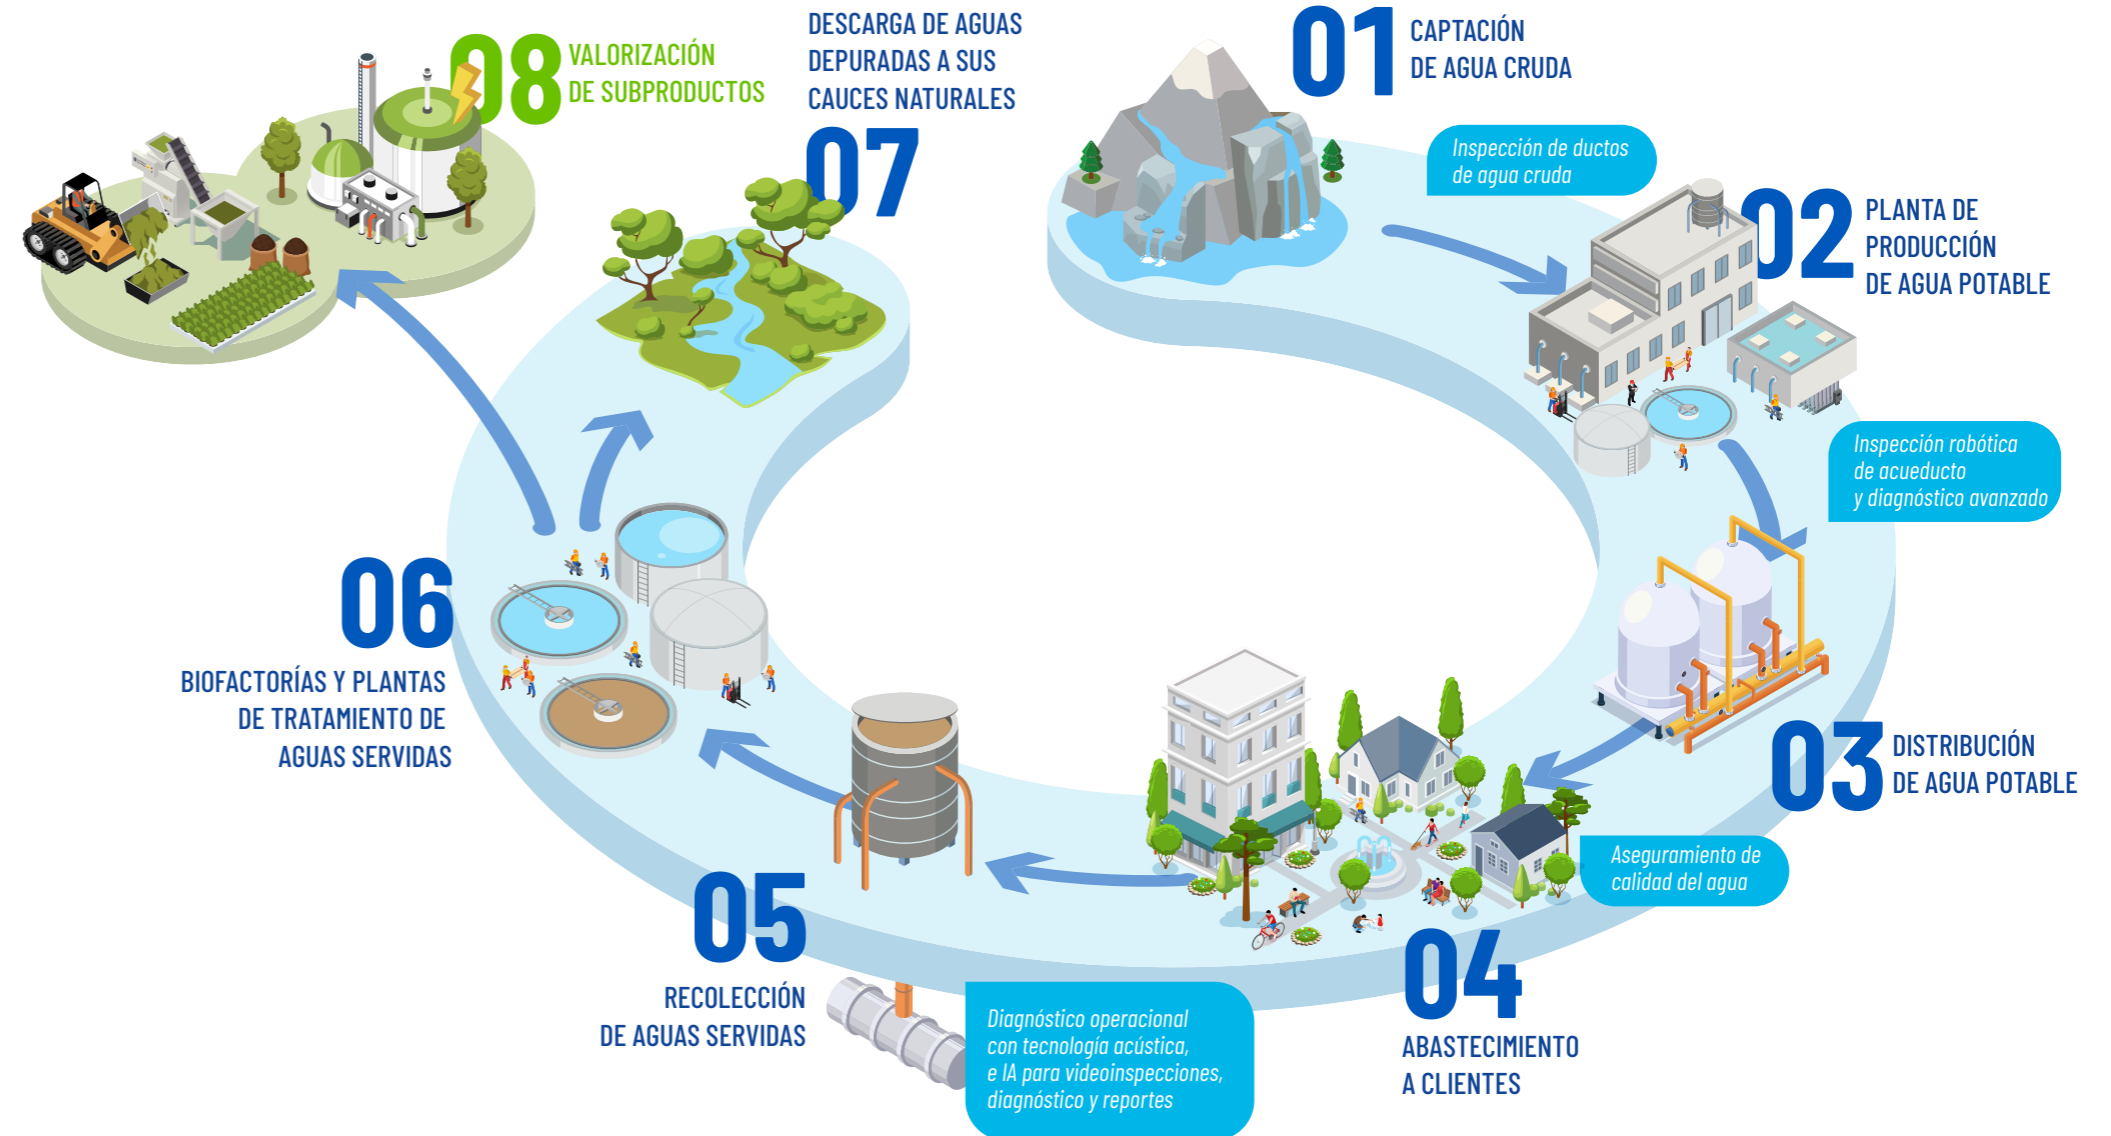 01
CAPTACIÓN
DE AGUA CRUDA
Inspección de ductos
de agua cruda
02
PLANTA DE
PRODUCCIÓN
DE AGUA POTABLE
Inspección robótica
de acueducto
y diagnóstico avanzado
03
DISTRIBUCIÓN
DE AGUA POTABLE
Aseguramiento de
calidad del agua
04
ABASTECIMIENTO
A CLIENTES
Diagnóstico operacional
con tecnología acústica,
e IA para videoinspecciones,
diagnóstico y reportes
05
RECOLECCIÓN
DE AGUAS SERVIDAS
06
BIOFACTORÍAS Y PLANTAS
DE TRATAMIENTO DE
AGUAS SERVIDAS
DESCARGA DE AGUAS
DEPURADAS A SUS
CAUCES NATURALES
07
08
VALORIZACIÓN
DE SUBPRODUCTOS